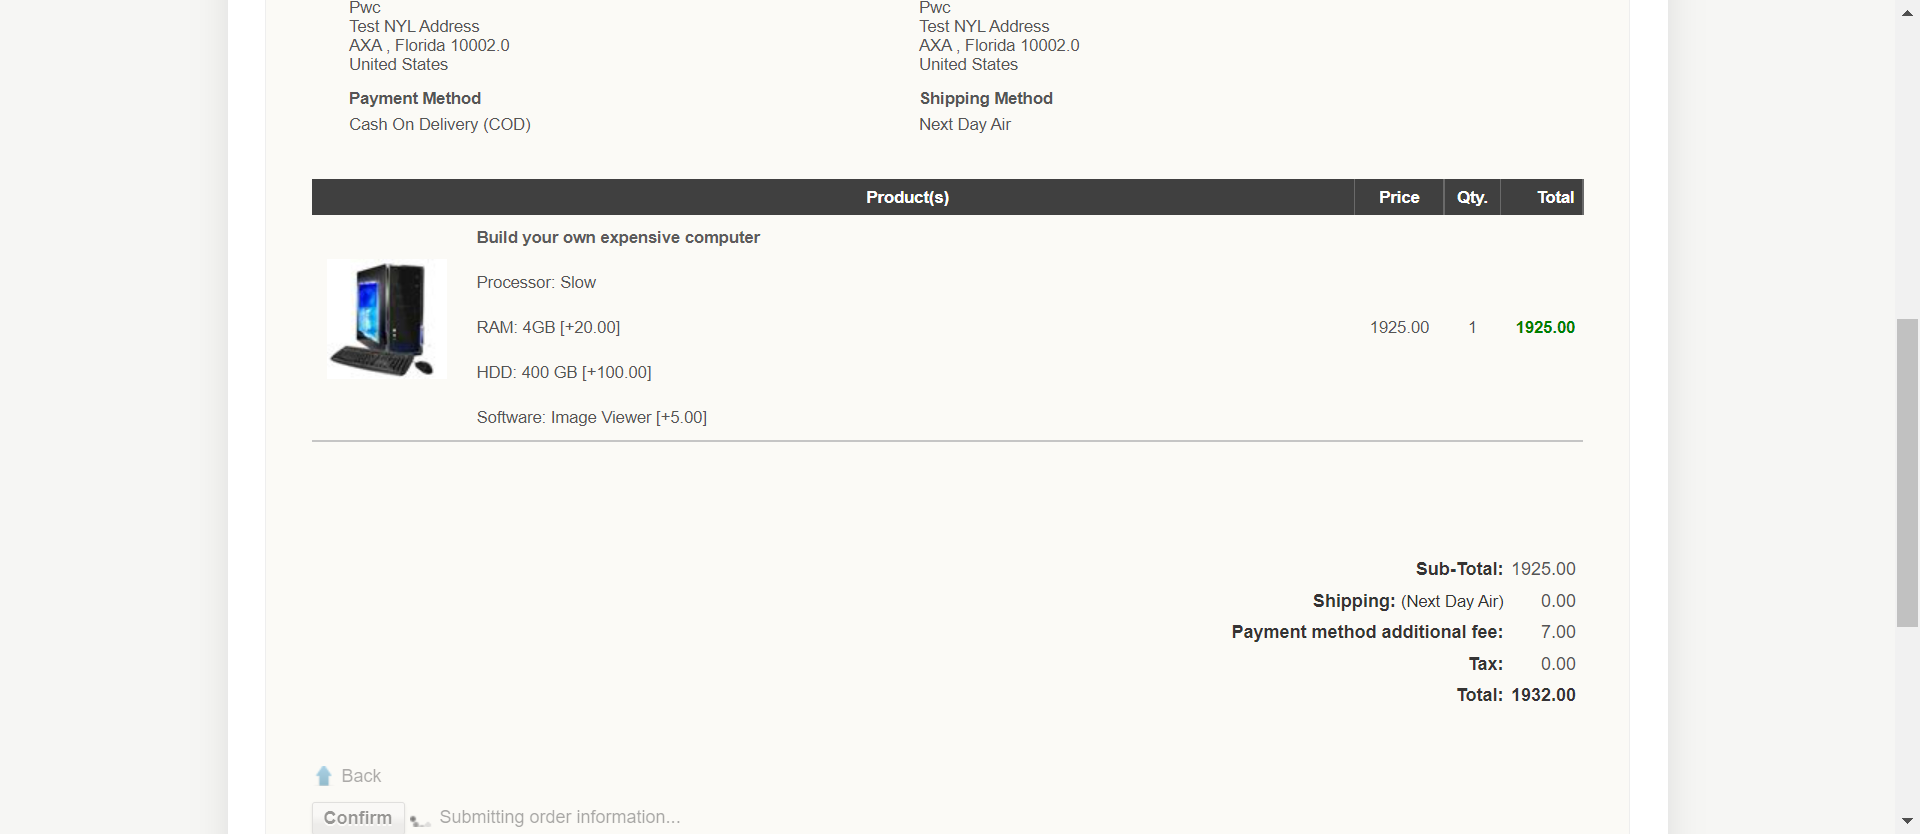 Pwc
Test NYL Address
AXA , Florida 10002.0
United States
Pwc
Test NYL Address
AXA , Florida 10002.0
United States
Payment Method
Cash On Delivery (COD)
Shipping Method
Next Day Air
Product(s) Price Qty. Total
Build your own expensive computer
Processor: Slow
RAM: 4GB [+20.00]
HDD: 400 GB [+100.00]
Software: Image Viewer [+5.00]
1925.00 1 1925.00
Sub-Total: 1925.00
Shipping: (Next Day Air) 0.00
Payment method additional fee: 7.00
Tax: 0.00
Total: 1932.00
Back
Confirm Submitting order information...